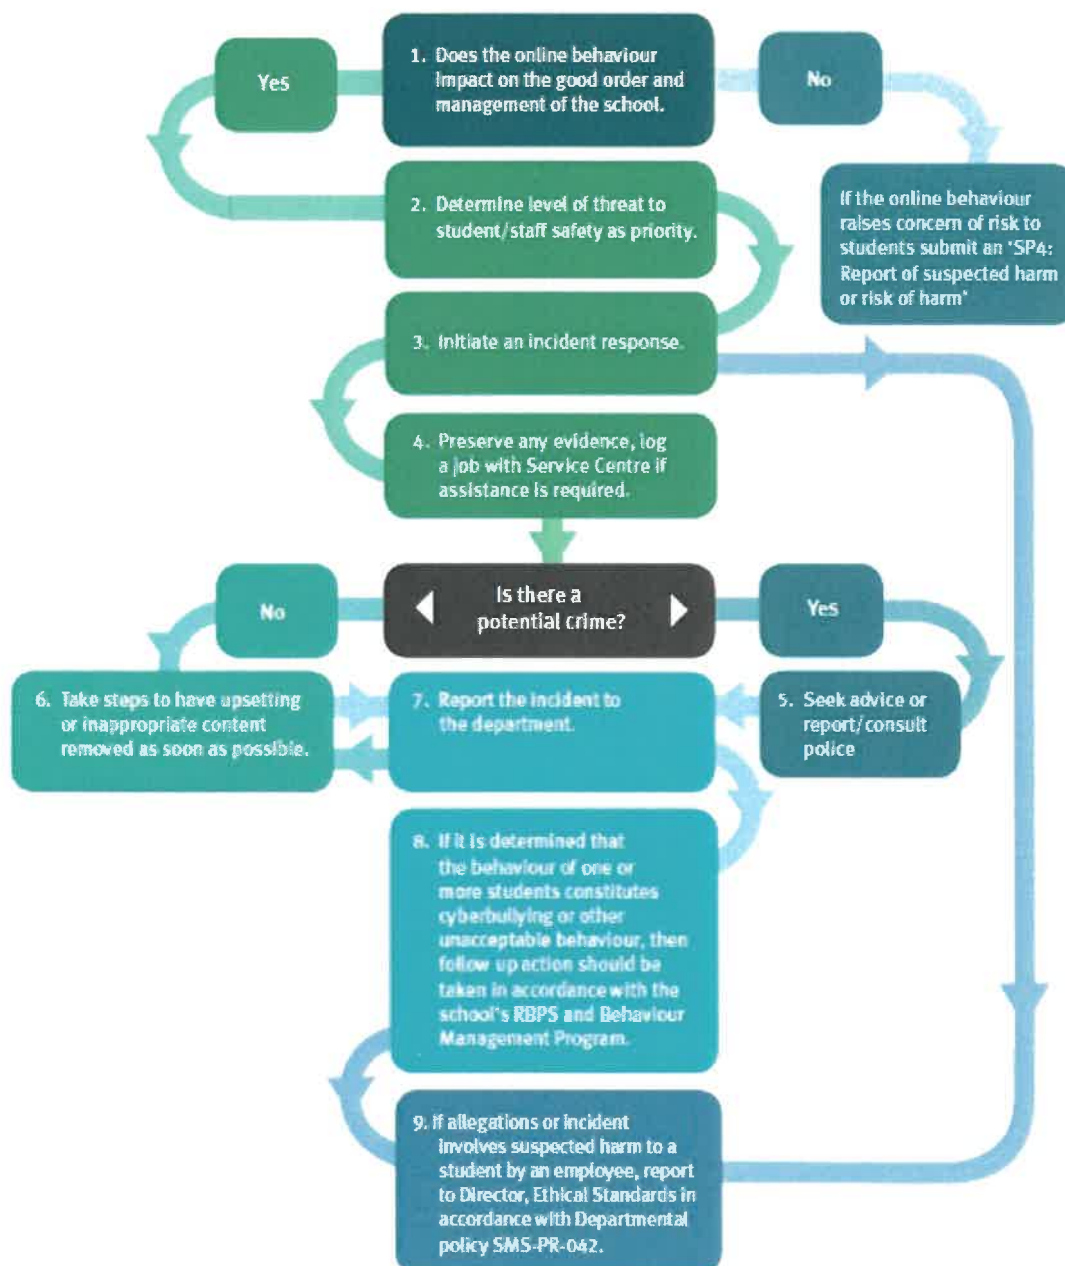 Yes
1. Does the online behaviour
impact on the good order and
management of the school.
No
2. Determine level of threat to
student/staff safety as priority.
If the online behaviour
raises concern of risk to
students submit an 'SP4:
Report of suspected harm
or risk of harm'
3. Initiate an incident response.
4. Preserve any evidence, log
a job with Service Centre if
assistance is required.
No
Is there a
potential crime?
Yes
6. Take steps to have upsetting
or inappropriate content
removed as soon as possible.
7. Report the incident to
the department.
5. Seek advice or
report/consult
police
8. If it is determined that
the behaviour of one or
more students constitutes
cyberbullying or other
unacceptable behaviour, then
follow up action should be
taken in accordance with the
school's RBPS and Behaviour
Management Program.
9. If allegations or incident
involves suspected harm to a
student by an employee, report
to Director, Ethical Standards in
accordance with Departmental
policy SMS-PR-042.